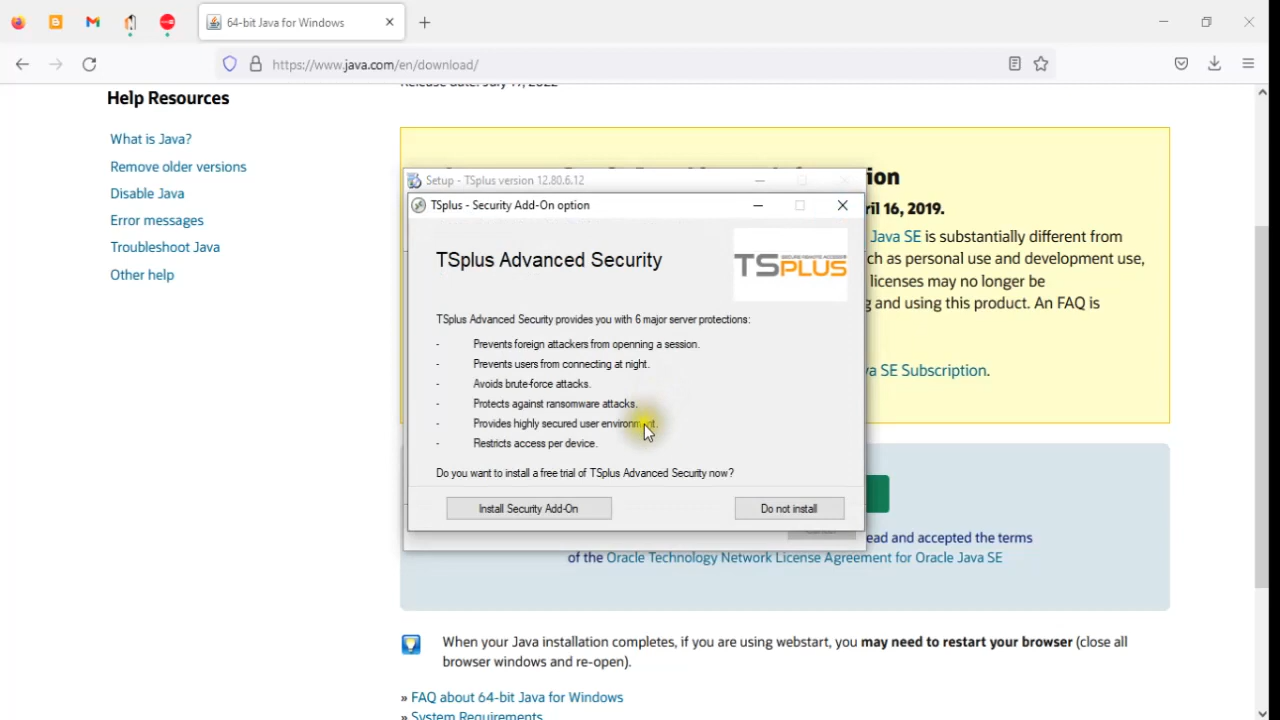 64-bit Java for Windows
https://www.java.com/en/download/
Help Resources
What is Java?
Remove older versions
Disable Java
Error messages
Troubleshoot Java
Other help
Release date: July 17, 2022
ion
ril 16, 2019.
Java SE is substantially different from
ch as personal use and development use,
licenses may no longer be
g and using this product. An FAQ is
va SE Subscription.
Setup - TSplus version 12.80.6.12
TSplus - Security Add-On option
TSplus Advanced Security
SECURE REMOTE ACCESS
TSPLUS
TSplus Advanced Security provides you with 6 major server protections:
- Prevents foreign attackers from openning a session.
- Prevents users from connecting at night.
- Avoids brute-force attacks.
- Protects against ransomware attacks.
- Provides highly secured user environment.
- Restricts access per device.
Do you want to install a free trial of TSplus Advanced Security now?
Install Security Add-On
Do not install
ead and accepted the terms
of the Oracle Technology Network License Agreement for Oracle Java SE
When your Java installation completes, if you are using webstart, you may need to restart your browser (close all
browser windows and re-open).
» FAQ about 64-bit Java for Windows
» System Requirements